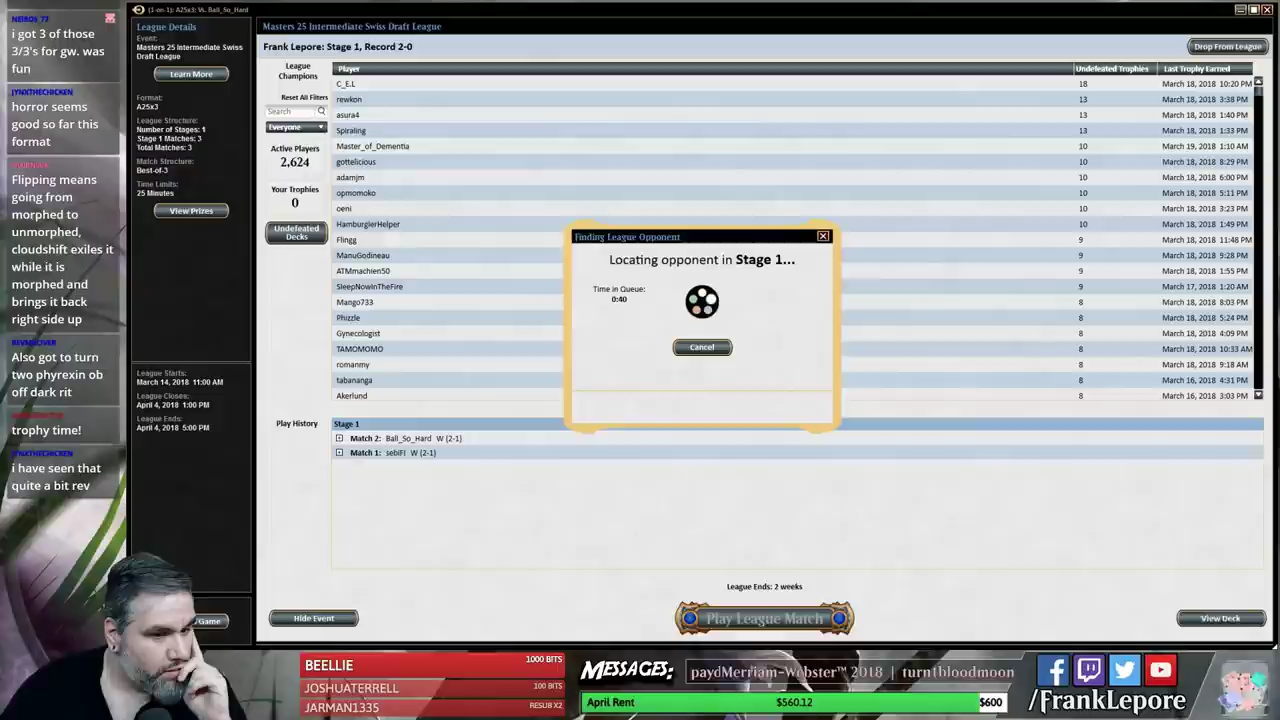 NEIROS_77
i got 3 of those
3/3's for gw. was
fun
JYNXTHECHICKEN
horror seems
good so far this
format
Flipping means
going from
morphed to
unmorphed,
cloudshift exiles it
while it is
morphed and
brings it back
right side up
Also got to turn
two phyrexin ob
off dark rit
trophy time!
JYNXTHECHICKEN
i have seen that
quite a bit rev
(1-on-1): A25x3: Vs. Ball_So_Hard
League Details
Event:
Masters 25 Intermediate Swiss
Draft League
Learn More
Format:
A25x3
League Structure:
Number of Stages: 1
Stage 1 Matches: 3
Total Matches: 3
Match Structure:
Best-of-3
Time Limits:
25 Minutes
View Prizes
League Starts:
March 14, 2018 11:00 AM
League Closes:
April 4, 2018 1:00 PM
League Ends:
April 4, 2018 5:00 PM
Game
Masters 25 Intermediate Swiss Draft League
Frank Lepore: Stage 1, Record 2-0
Drop From League
League
Champions
Reset All Filters
Search
Everyone
Active Players
2,624
Your Trophies
0
Undefeated
Decks
Player Undefeated Trophies Last Trophy Earned
C_E.L 18 March 18, 2018 10:20 PM
rewkon 13 March 18, 2018 3:38 PM
asura4 13 March 18, 2018 1:40 PM
Spiraling 13 March 18, 2018 1:33 PM
Master_of_Dementia 10 March 19, 2018 1:10 AM
gottelicious 10 March 18, 2018 8:29 PM
adamjm 10 March 18, 2018 6:00 PM
opmomoko 10 March 18, 2018 5:11 PM
oeni 10 March 18, 2018 3:23 PM
HamburglerHelper 10 March 18, 2018 1:49 PM
Flingg 9 March 18, 2018 11:48 PM
ManuGodineau 9 March 18, 2018 9:28 PM
ATMmachien50 9 March 18, 2018 1:55 PM
SleepNowInTheFire 9 March 17, 2018 1:20 AM
Mango733 8 March 18, 2018 8:03 PM
Phizzle 8 March 18, 2018 5:24 PM
Gynecologist 8 March 18, 2018 4:09 PM
TAMOMOMO 8 March 18, 2018 10:33 AM
romanmy 8 March 18, 2018 9:18 AM
tabananga 8 March 16, 2018 4:31 PM
Akerlund 8 March 16, 2018 3:03 PM
Finding League Opponent
Locating opponent in Stage 1...
Time in Queue:
0:40
Cancel
Play History
Stage 1
Match 2: Ball_So_Hard W (2-1)
Match 1: sebIFI W (2-1)
League Ends: 2 weeks
Hide Event
Play League Match
View Deck
BEELLIE 1000 BITS
JOSHUATERRELL 100 BITS
JARMAN1335 RESUB X2
MESSAGES:
paydMerriam-Webster™ 2018 | turntbloodmoon
April Rent $560.12 $600
/FrankLepore